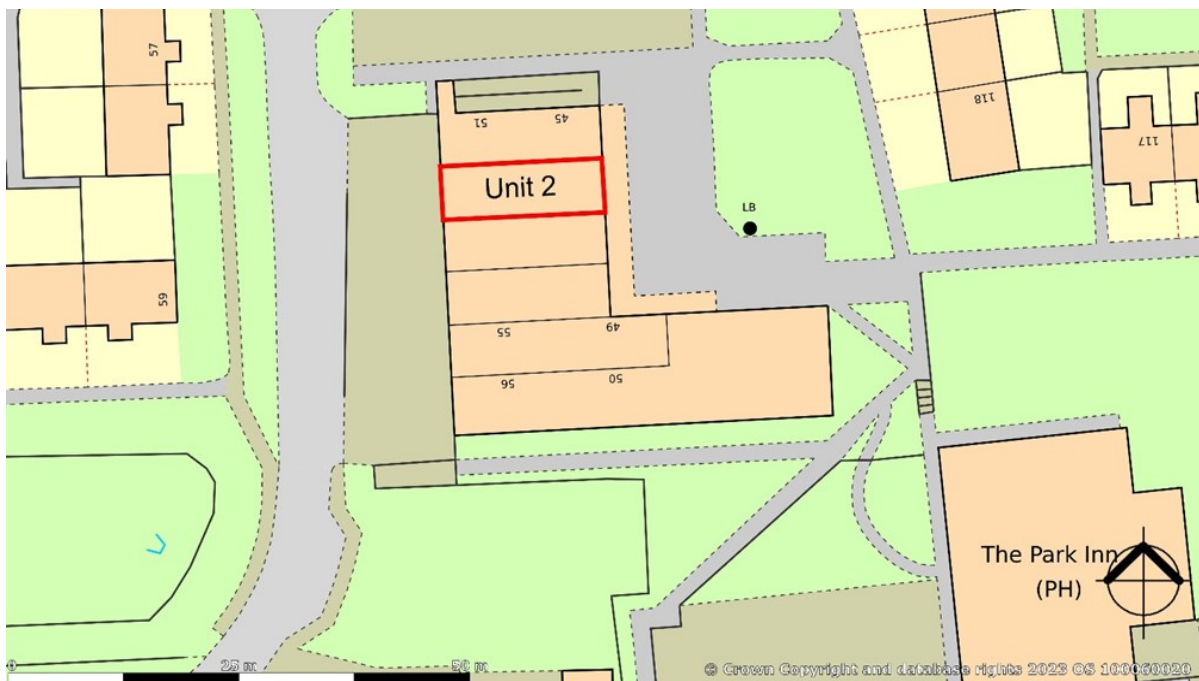 57
51
45
118
117
Unit 2
LB
59
55
49
56
50
The Park Inn
(PH)
0 25 m 50 m
© Crown Copyright and database rights 2023 OS 100060020